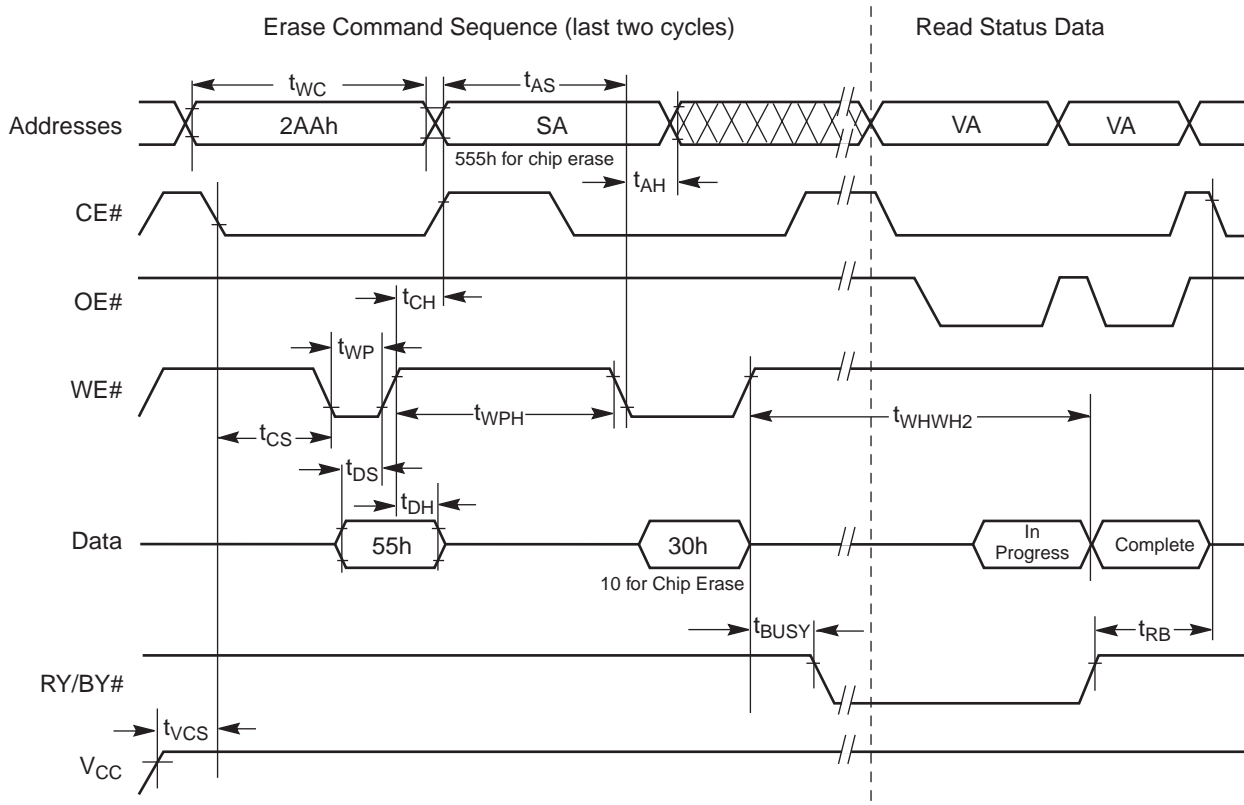 Erase Command Sequence (last two cycles)
Read Status Data
tWC
tAS
Addresses
2AAh
SA
VA
VA
555h for chip erase
tAH
CE#
OE#
tCH
tWP
WE#
tWPH
tWHWH2
tCS
tDS
tDH
Data
55h
30h
In
Progress
Complete
10 for Chip Erase
tBUSY
tRB
RY/BY#
tVCS
VCC